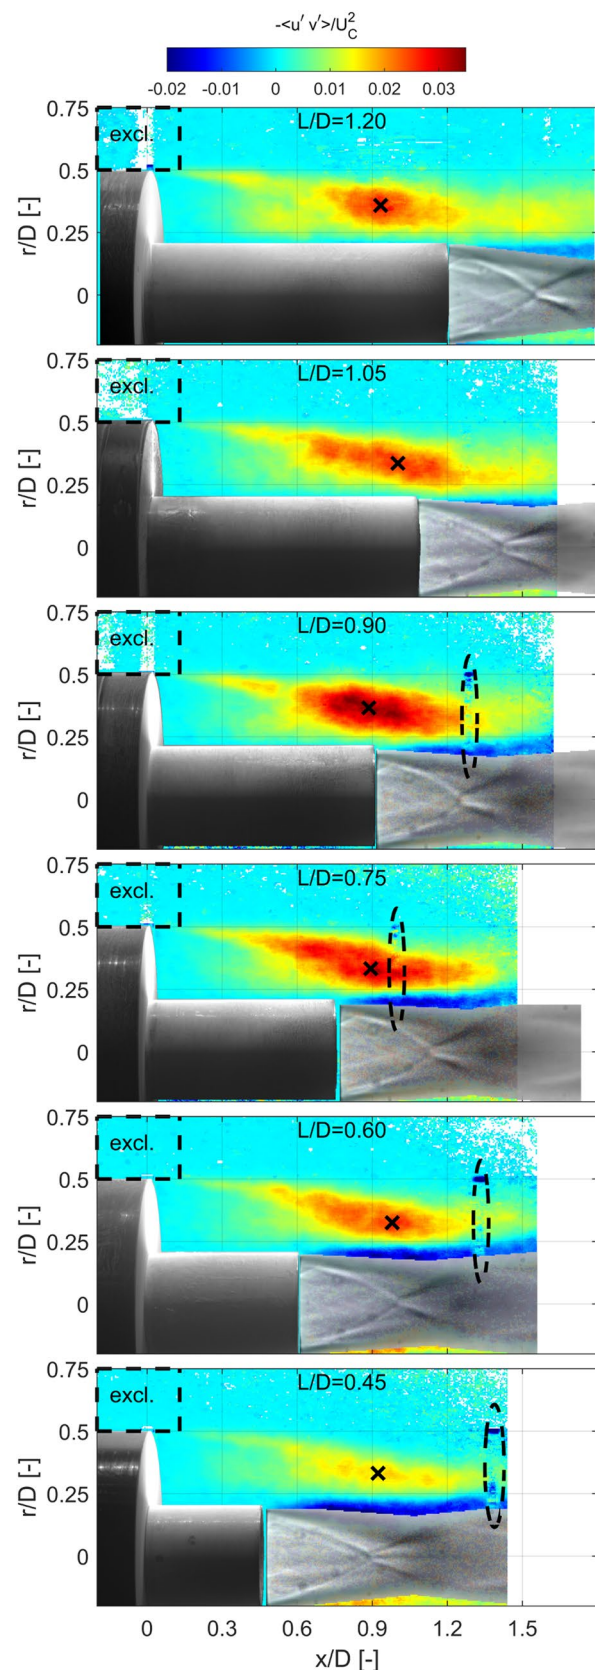 -<u′ v′>/U_C^2
-0.02 -0.01 0 0.01 0.02 0.03
0.75 excl. L/D=1.20
0.5
0.25
0
r/D [-]
0.75 excl. L/D=1.05
0.5
0.25
0
r/D [-]
0.75 excl. L/D=0.90
0.5
0.25
0
r/D [-]
0.75 excl. L/D=0.75
0.5
0.25
0
r/D [-]
0.75 excl. L/D=0.60
0.5
0.25
0
r/D [-]
0.75 excl. L/D=0.45
0.5
0.25
0
r/D [-]
0 0.3 0.6 0.9 1.2 1.5
x/D [-]